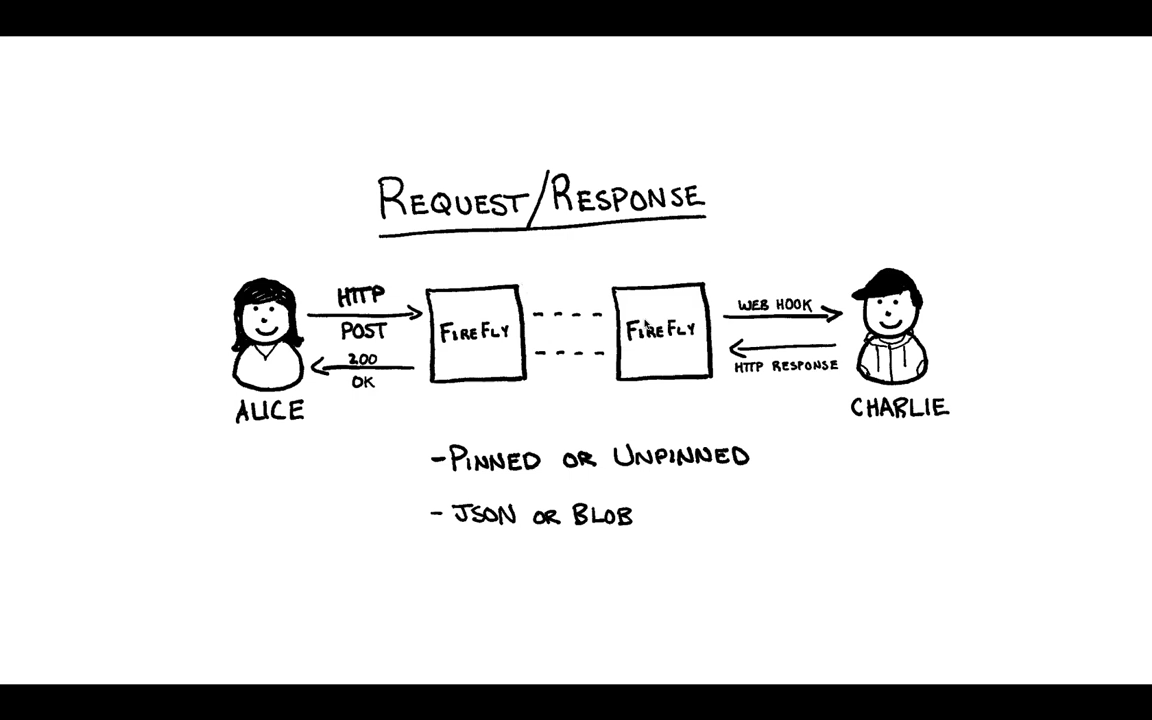 REQUEST/RESPONSE
HTTP
POST
200
OK
ALICE
FIREFLY
FIREFLY
WEB HOOK
HTTP RESPONSE
CHARLIE
-PINNED OR UNPINNED
- JSON OR BLOB